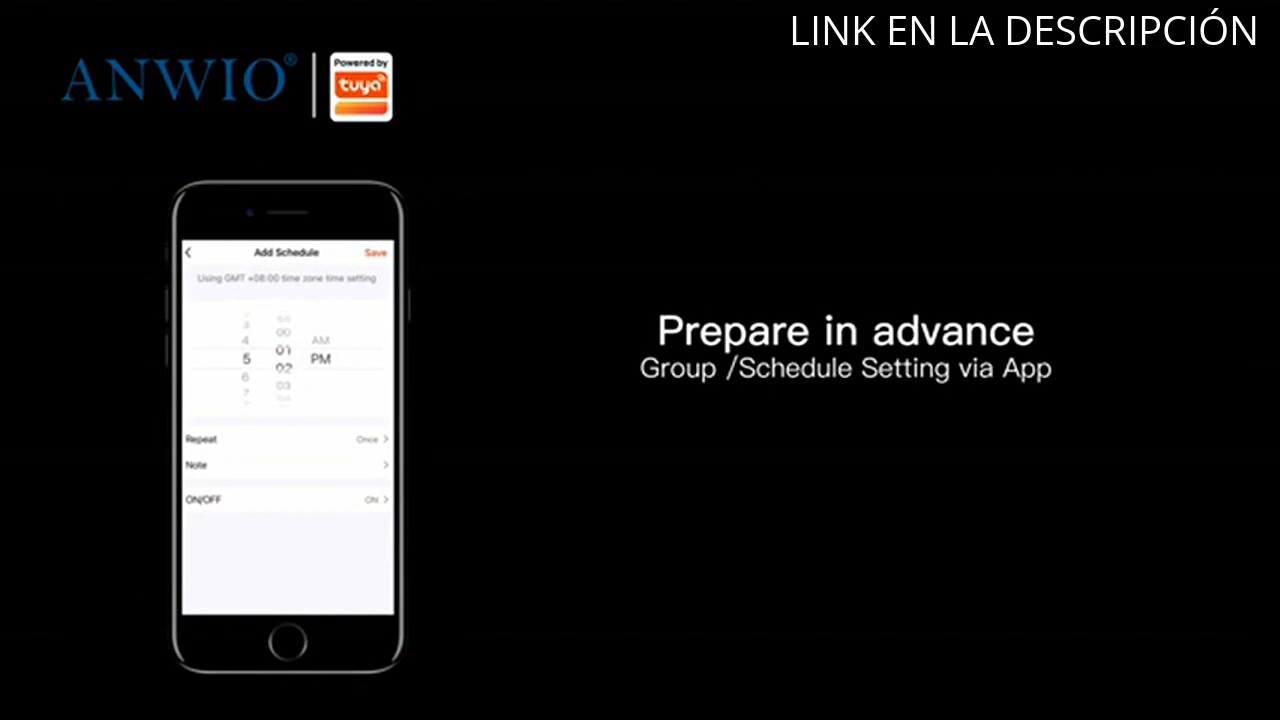 LINK EN LA DESCRIPCIÓN
ANWIO®
Powered by
tuya
Add Schedule
Save
Using GMT +08:00 time zone time setting
3
00
4
AM
01
5
PM
02
6
03
7
Prepare in advance
Group /Schedule Setting via App
Repeat
Once
Note
ON/OFF
ON